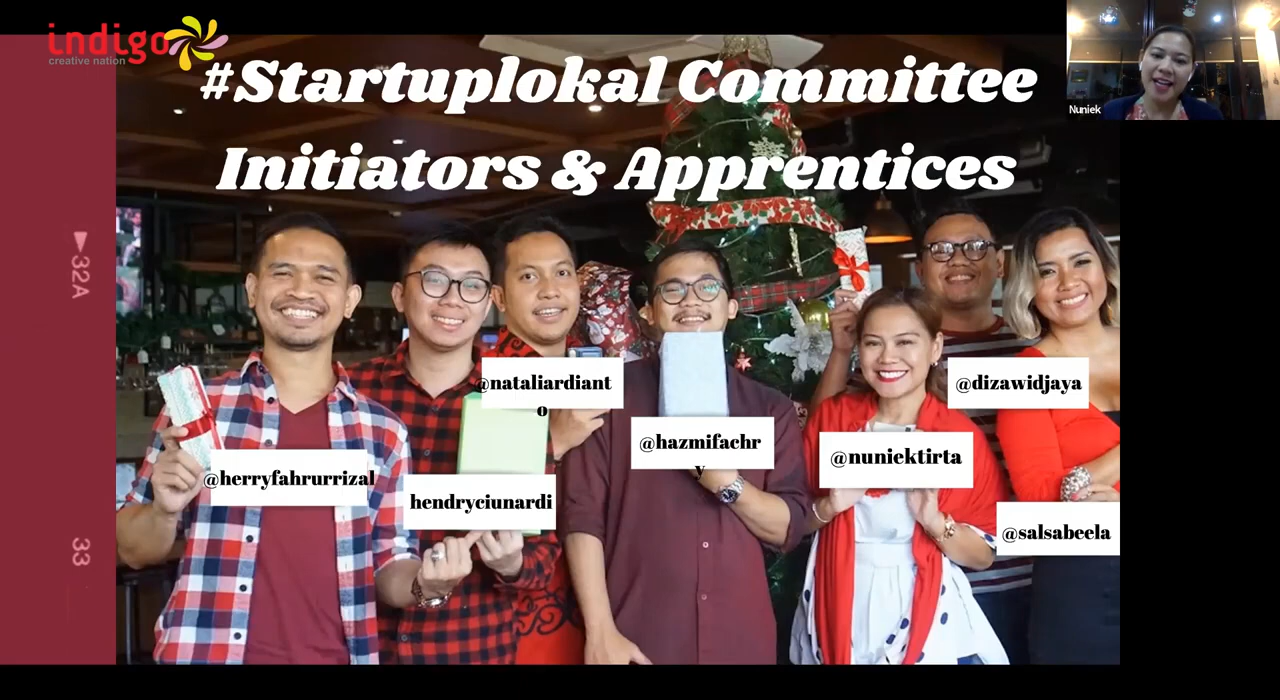 indigo
creative nation
#Startuplokal Committee
Initiators & Apprentices
Nuniek
▶32A
33
@nataliardiant
o
@dizawidjaya
@hazmifachr
y
@nuniektirta
@herryfahrurrizal
hendryciunardi
@salsabeela